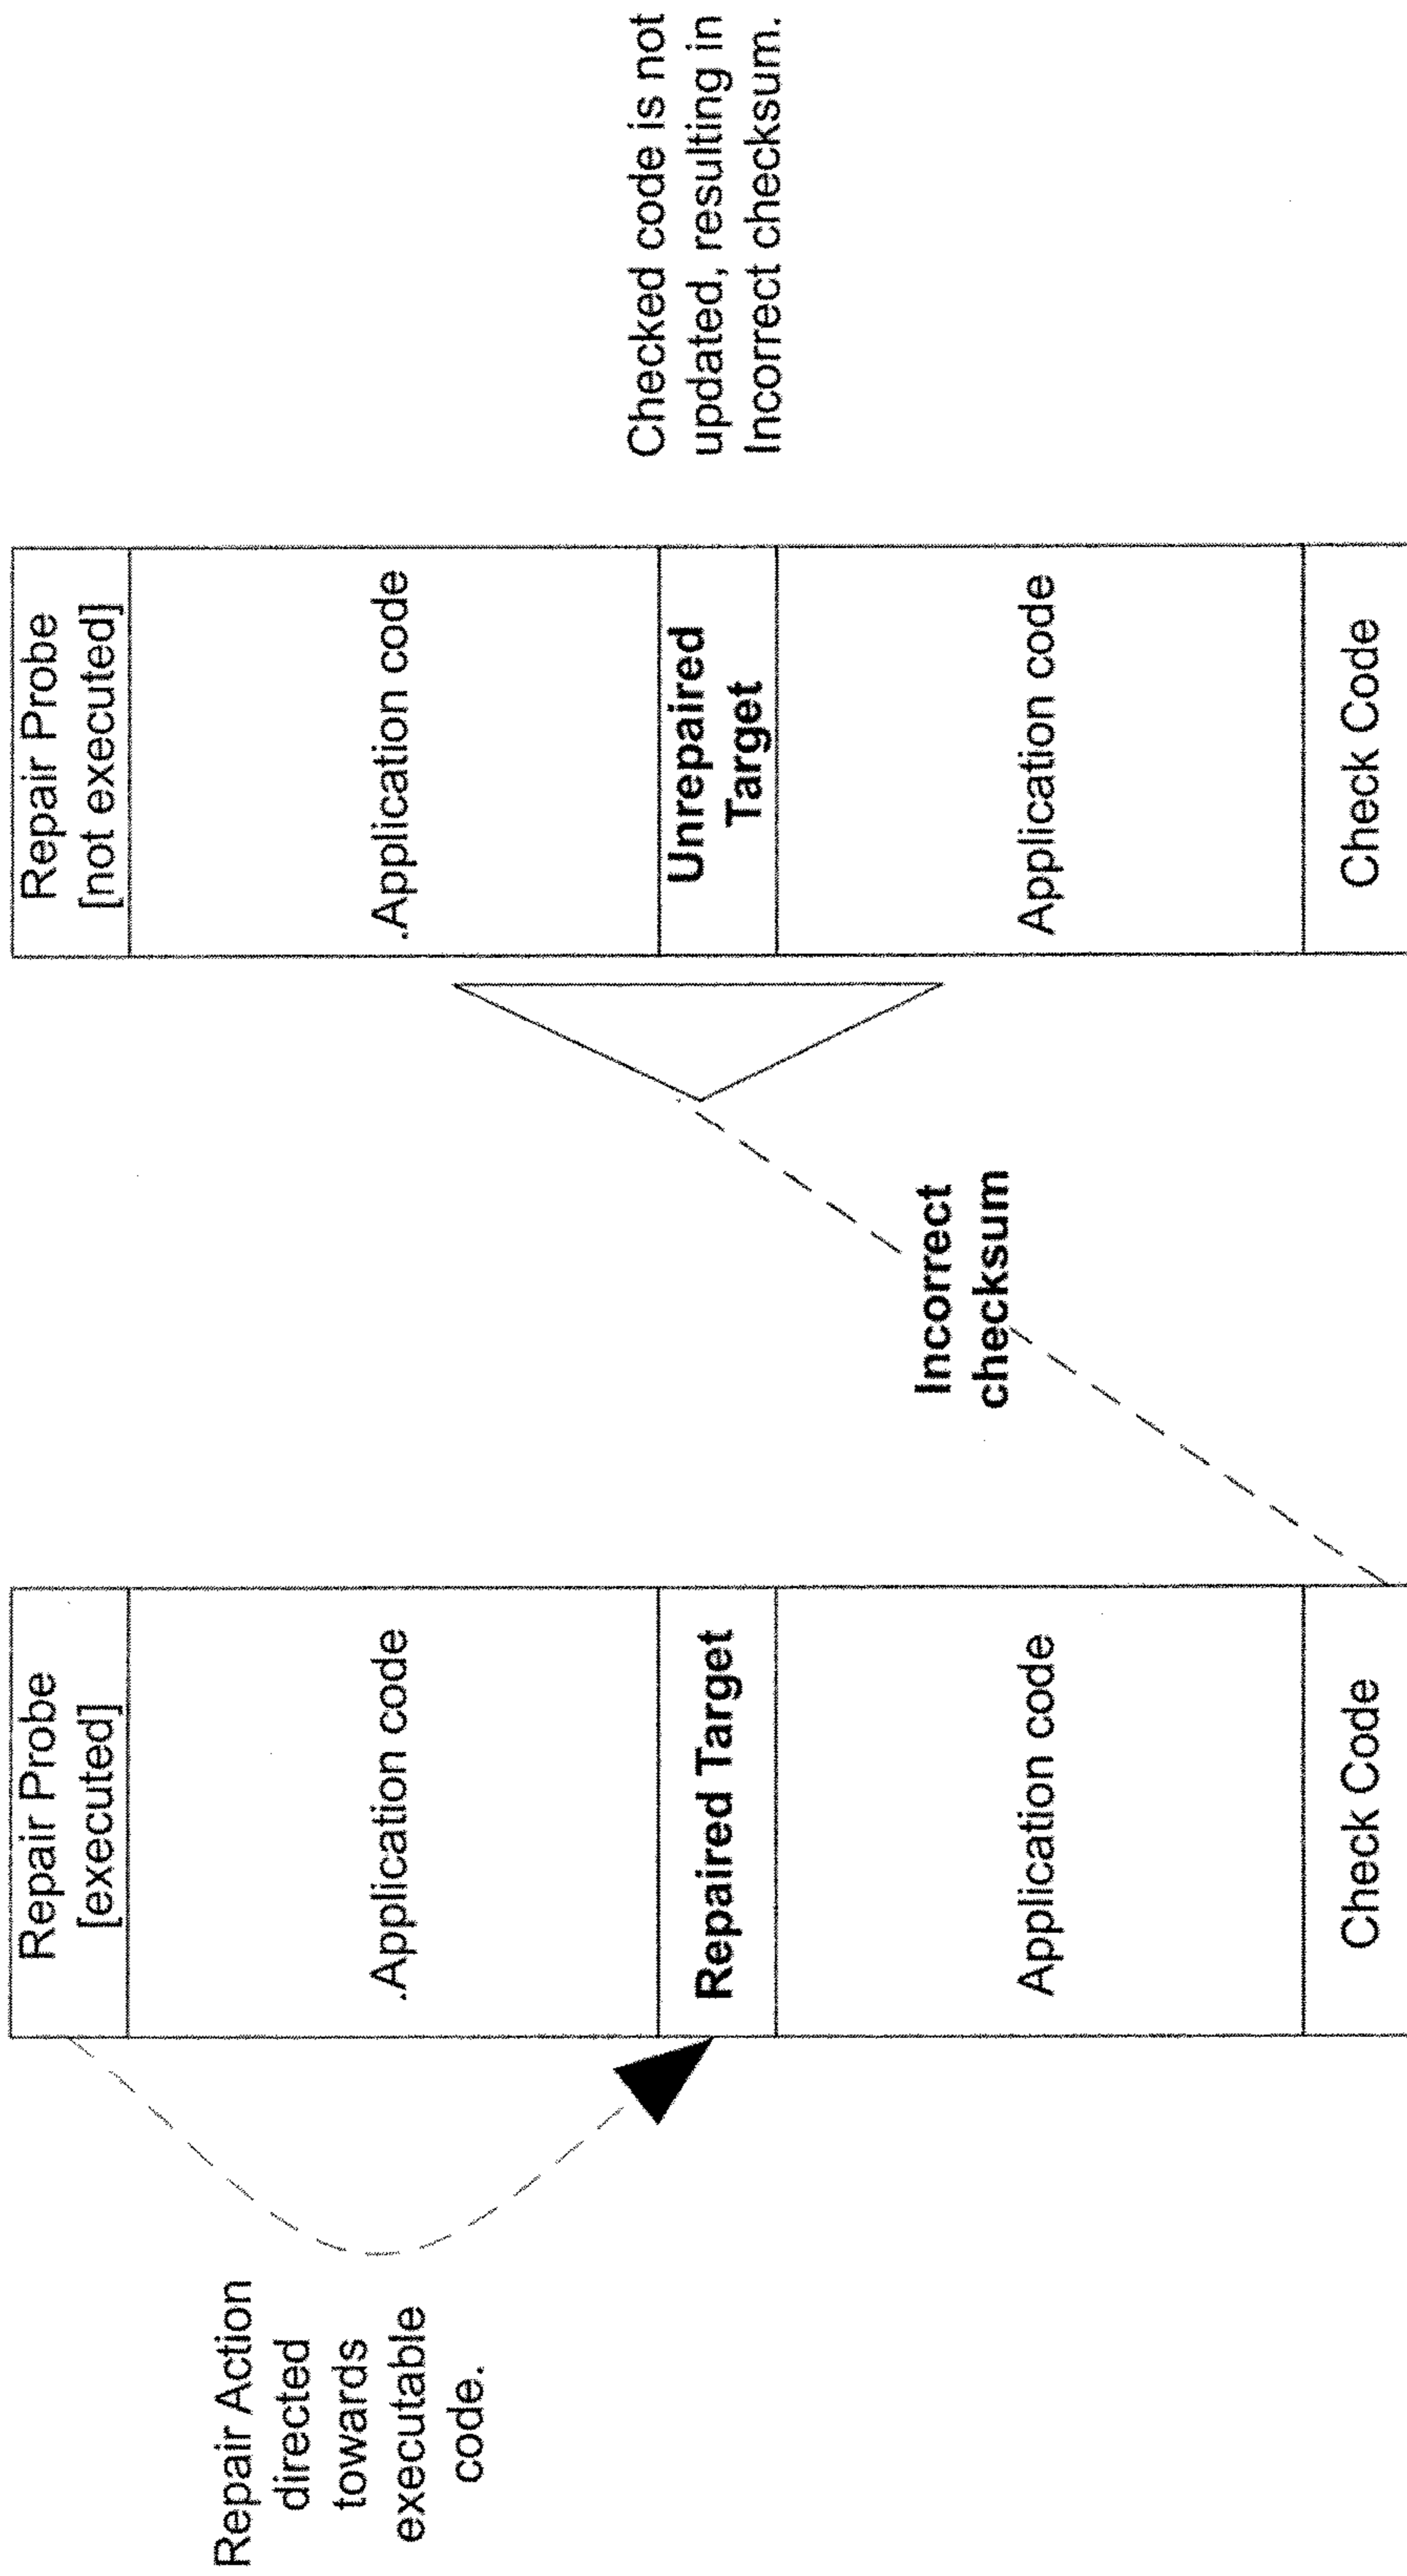 Repair Action
directed
towards
executable
code.
Repair Probe
[executed]
.Application code
Repaired Target
Application code
Check Code
Incorrect
checksum
Repair Probe
[not executed]
.Application code
Unrepaired
Target
Application code
Check Code
Checked code is not
updated, resulting in
Incorrect checksum.